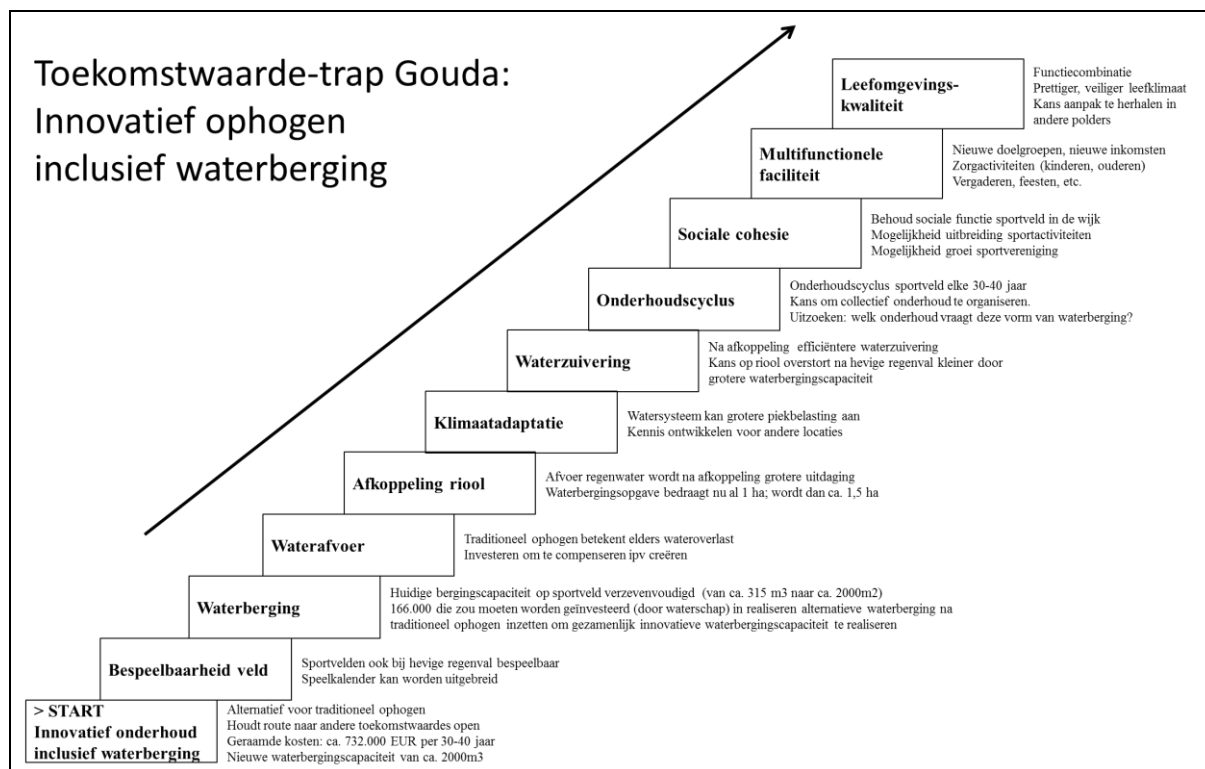 Toekomstwaarde-trap Gouda:
Innovatief ophogen
inclusief waterberging
Leefomgevings-
kwaliteit
Functiecombinatie
Prettiger, veiliger leefklimaat
Kans aanpak te herhalen in
andere polders
Multifunctionele
faciliteit
Nieuwe doelgroepen, nieuwe inkomsten
Zorgactiviteiten (kinderen, ouderen)
Vergaderen, feesten, etc.
Sociale cohesie
Behoud sociale functie sportveld in de wijk
Mogelijkheid uitbreiding sportactiviteiten
Mogelijkheid groei sportvereniging
Onderhoudscyclus
Onderhoudscyclus sportveld elke 30-40 jaar
Kans om collectief onderhoud te organiseren.
Uitzoeken: welk onderhoud vraagt deze vorm van waterberging?
Waterzuivering
Na afkoppeling efficiëntere waterzuivering
Kans op riool overstort na hevige regenval kleiner door
grotere waterbergingscapaciteit
Klimaatadaptatie
Watersysteem kan grotere piekbelasting aan
Kennis ontwikkelen voor andere locaties
Afkoppeling riool
Afvoer regenwater wordt na afkoppeling grotere uitdaging
Waterbergingsopgave bedraagt nu al 1 ha; wordt dan ca. 1,5 ha
Waterafvoer
Traditioneel ophogen betekent elders wateroverlast
Investeren om te compenseren ipv creëren
Waterberging
Huidige bergingscapaciteit op sportveld verzevenvoudigd (van ca. 315 m3 naar ca. 2000m2)
166.000 die zou moeten worden geïnvesteerd (door waterschap) in realiseren alternatieve waterberging na
traditioneel ophogen inzetten om gezamenlijk innovatieve waterbergingscapaciteit te realiseren
Bespeelbaarheid veld
Sportvelden ook bij hevige regenval bespeelbaar
Speelkalender kan worden uitgebreid
> START
Innovatief onderhoud
inclusief waterberging
Alternatief voor traditioneel ophogen
Houdt route naar andere toekomstwaardes open
Geraamde kosten: ca. 732.000 EUR per 30-40 jaar
Nieuwe waterbergingscapaciteit van ca. 2000m3